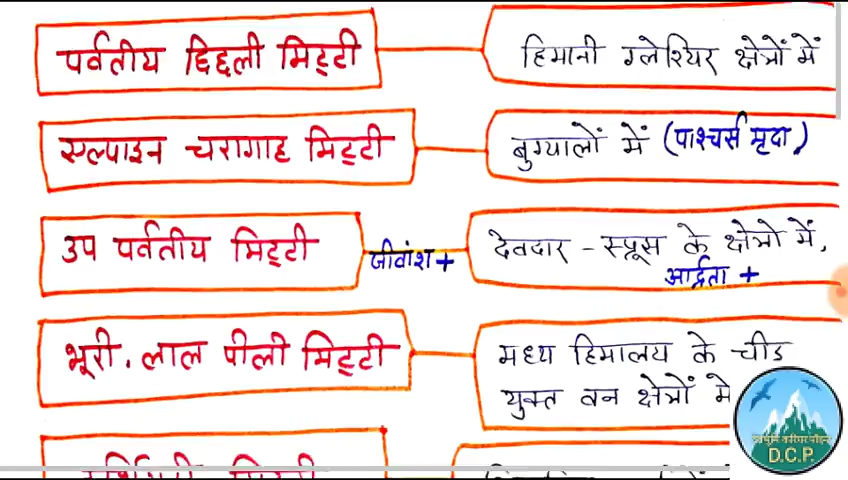 पर्वतीय छिछली मिट्टी
हिमानी ग्लेशियर क्षेत्रों में
एल्पाइन चरागाह मिट्टी
बुग्यालों में (पाश्चर्स मृदा)
उप पर्वतीय मिट्टी
जीवांश +
देवदार - स्प्रूस के क्षेत्रो में,
आर्द्रता +
भूरी, लाल पीली मिट्टी
मध्य हिमालय के चीड
युक्त वन क्षेत्रों में
D.C.P.